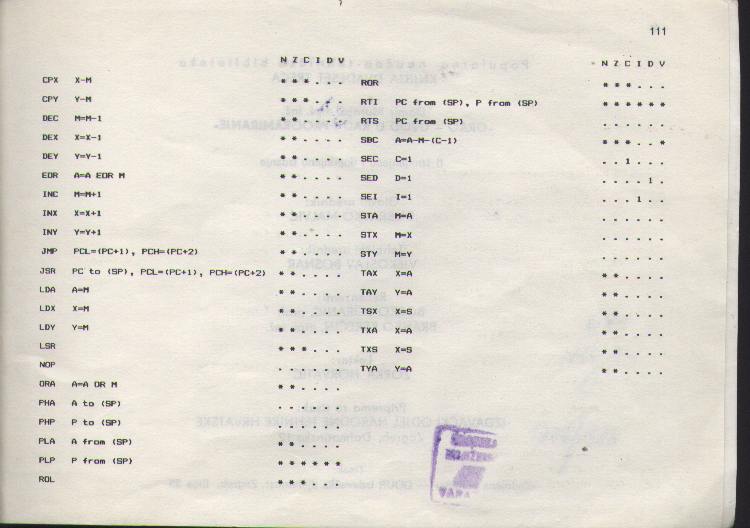 111
N Z C I D V
CPX X-M * * * . . .
CPY Y-M * * * . . .
DEC M=M-1 * * . . . .
DEX X=X-1 * * . . . .
DEY Y=Y-1 * * . . . .
EOR A=A EOR M * * . . . .
INC M=M+1 * * . . . .
INX X=X+1 * * . . . .
INY Y=Y+1 * * . . . .
JMP PCL=(PC+1), PCH=(PC+2) * * . . . .
JSR PC to (SP), PCL=(PC+1), PCH=(PC+2) * * . . . .
LDA A=M * * . . . .
LDX X=M * * . . . .
LDY Y=M * * . . . .
LSR * * * . . .
NOP . . . . . .
ORA A=A OR M * * . . . .
PHA A to (SP) . . . . . .
PHP P to (SP) . . . . . .
PLA A from (SP) * * . . . .
PLP P from (SP) * * * * * *
ROL * * * . . .
N Z C I D V
ROR * * * . . .
RTI PC from (SP), P from (SP) * * * * * *
RTS PC from (SP) . . . . . .
SBC A=A-M-(C-1) * * * . . *
SEC C=1 . . 1 . . .
SED D=1 . . . . 1 .
SEI I=1 . . . 1 . .
STA M=A . . . . . .
STX M=X . . . . . .
STY M=Y . . . . . .
TAX X=A * * . . . .
TAY Y=A * * . . . .
TSX X=S * * . . . .
TXA X=A * * . . . .
TXS X=S * * . . . .
TYA Y=A * * . . . .